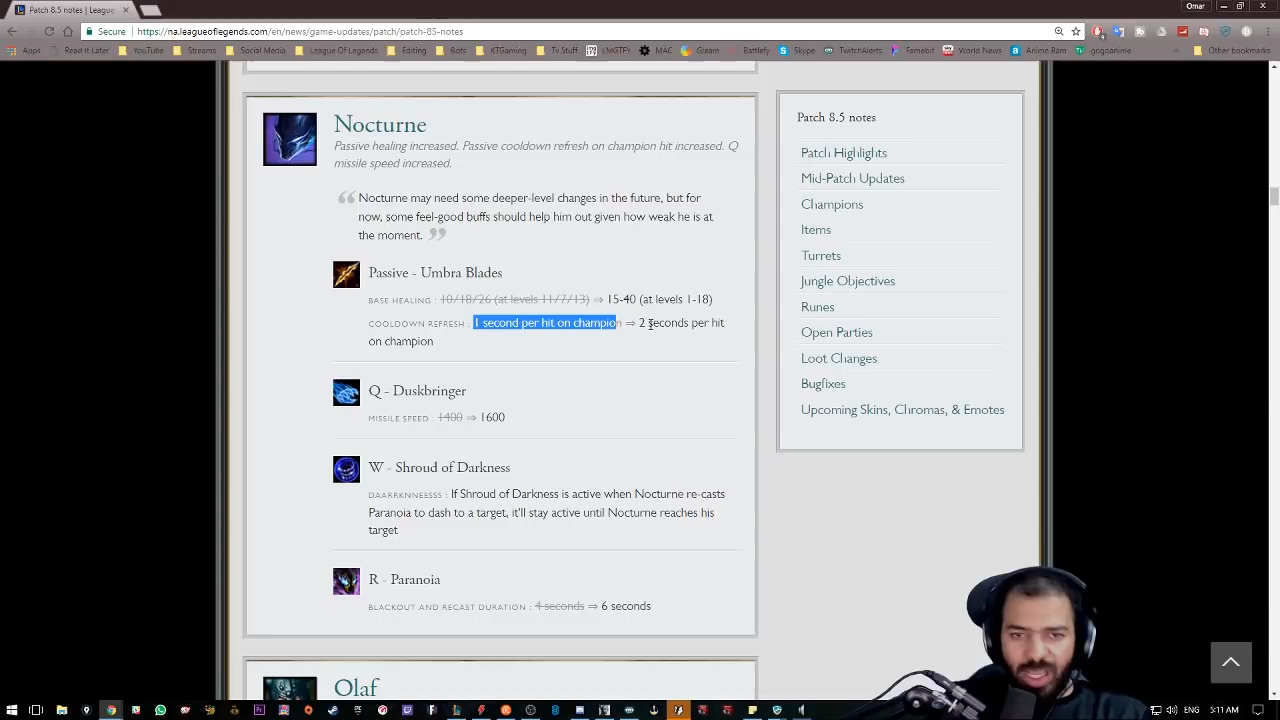 Patch 8.5 notes | League
Omar
Secure
https://na.leagueoflegends.com/en/news/game-updates/patch/patch-85-notes
Apps
Read it Later
YouTube
Streams
Social Media
League Of Legends
Editing
Bots
KTGaming
Tv Stuff
LMGTFY
MAC
Gleam
Battlefy
Skype
TwitchAlerts
Famebit
World News
Anime Bam
gogoanime
Other bookmarks
Nocturne
Passive healing increased. Passive cooldown refresh on champion hit increased. Q
missile speed increased.
Nocturne may need some deeper-level changes in the future, but for
now, some feel-good buffs should help him out given how weak he is at
the moment.
Passive - Umbra Blades
BASE HEALING : 10/18/26 (at levels 11/7/13) ⇒ 15-40 (at levels 1-18)
COOLDOWN REFRESH : 1 second per hit on champion ⇒ 2 seconds per hit
on champion
Q - Duskbringer
MISSILE SPEED : 1400 ⇒ 1600
W - Shroud of Darkness
DAARRKNNEESSS : If Shroud of Darkness is active when Nocturne re-casts
Paranoia to dash to a target, it'll stay active until Nocturne reaches his
target
R - Paranoia
BLACKOUT AND RECAST DURATION : 4 seconds ⇒ 6 seconds
Olaf
Patch 8.5 notes
Patch Highlights
Mid-Patch Updates
Champions
Items
Turrets
Jungle Objectives
Runes
Open Parties
Loot Changes
Bugfixes
Upcoming Skins, Chromas, & Emotes
ENG
5:11 AM